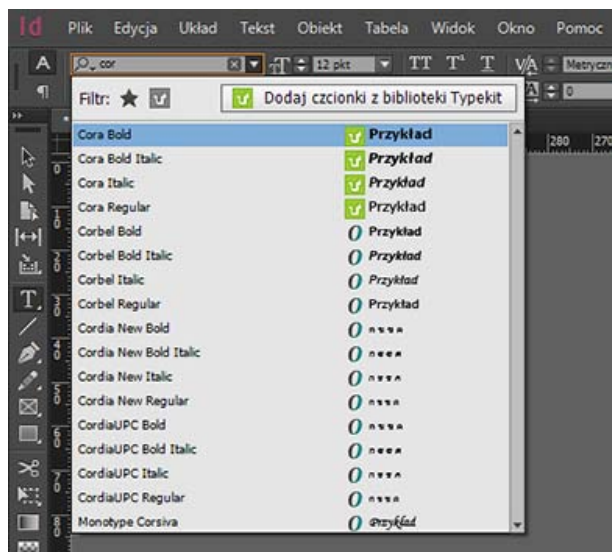 Id Plik Edycja Układ Tekst Obiekt Tabela Widok Okno Pomoc
A cor 12 pkt TT T¹ T VA Metryczn
¶ Filtr: Dodaj czcionki z biblioteki Typekit 0
Cora Bold Przykład
Cora Bold Italic Przykład
Cora Italic Przykład
Cora Regular Przykład
Corbel Bold Przykład
Corbel Bold Italic Przykład
Corbel Italic Przykład
Corbel Regular Przykład
Cordia New Bold
Cordia New Bold Italic
Cordia New Italic
Cordia New Regular
CordiaUPC Bold
CordiaUPC Bold Italic
CordiaUPC Italic
CordiaUPC Regular
Monotype Corsiva Przykład
280 270